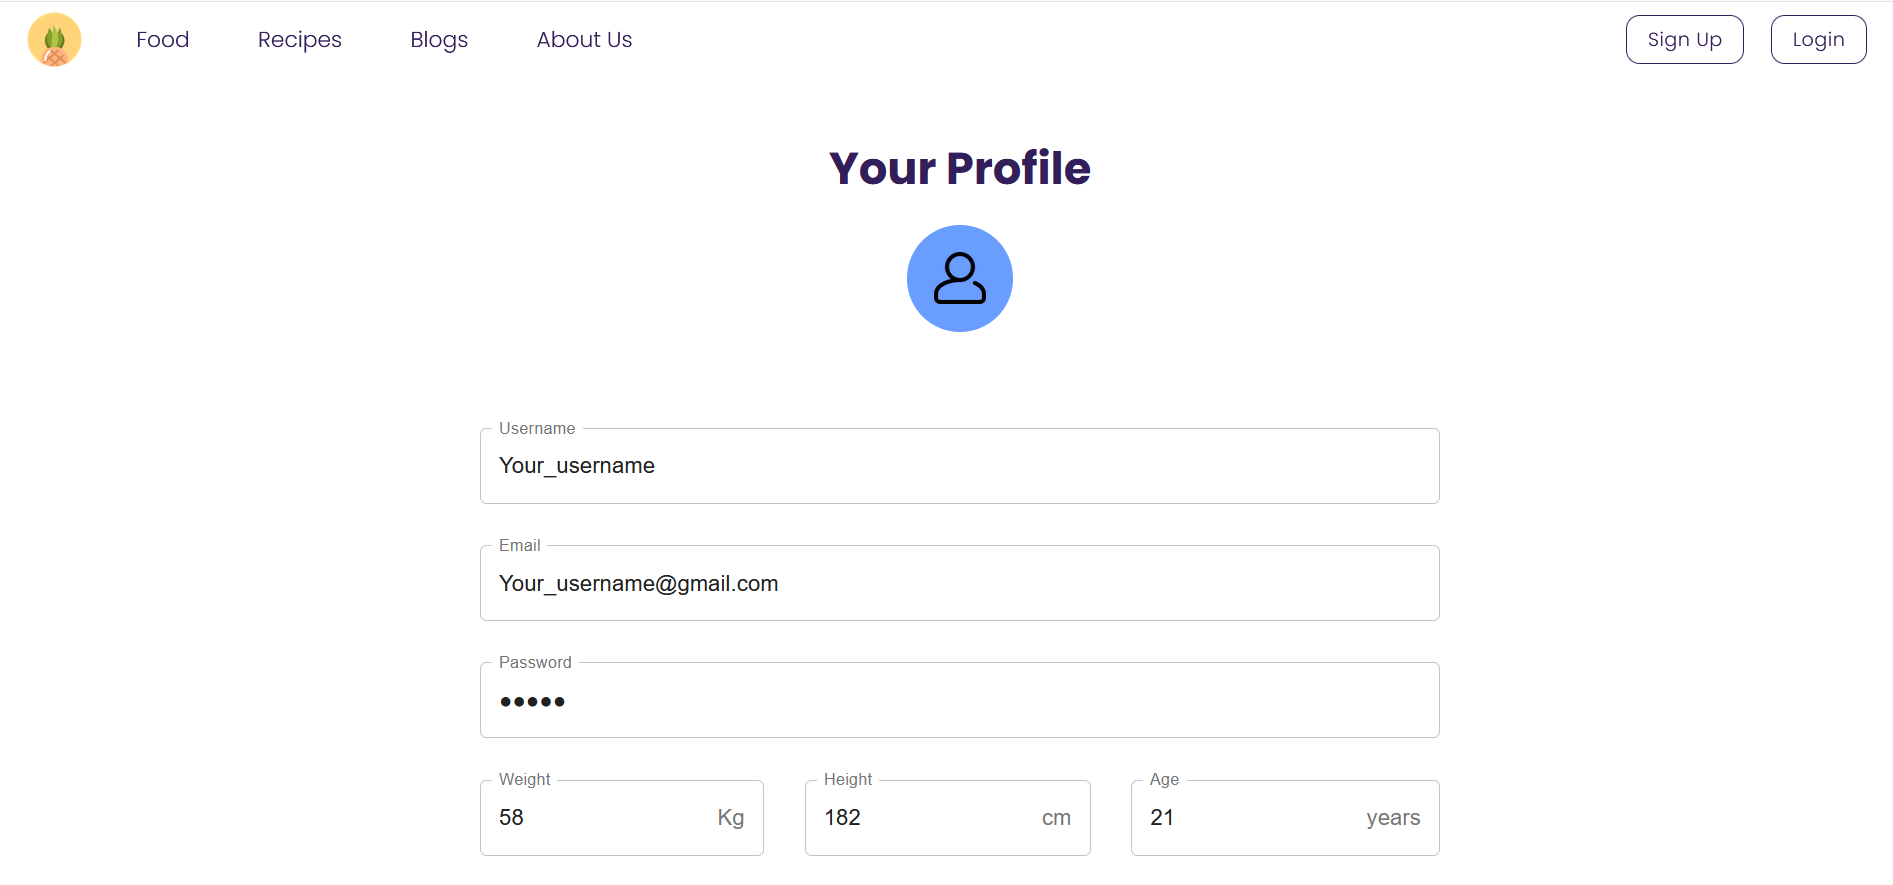 Food Recipes Blogs About Us Sign Up Login
Your Profile
Username
Your_username
Email
Your_username@gmail.com
Password
•••••
Weight Height Age
58 Kg 182 cm 21 years